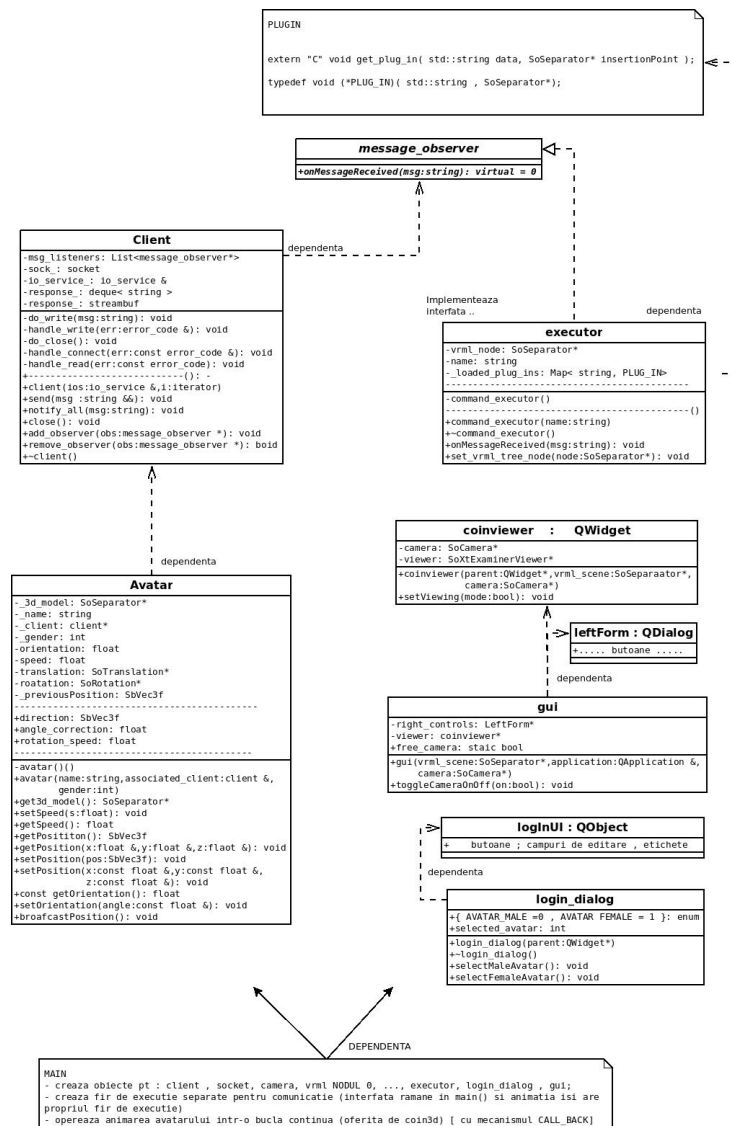 PLUGIN
extern "C" void get_plug_in( std::string data, SoSeparator* insertionPoint );
typedef void (*PLUG_IN)( std::string , SoSeparator*);
message_observer
+onMessageReceived(msg:string): virtual = 0
Client
-msg_listeners: List<message_observer*>
-sock_: socket
-io_service_: io_service &
-response_: deque< string >
-response_: streambuf
-do_write(msg:string): void
-handle_write(err:error_code &): void
-do_close(): void
-handle_connect(err:const error_code &): void
-handle_read(err:const error_code): void
+-----------------------------(): -
+client(ios:io_service &,i:iterator)
+send(msg :string &&): void
+notify_all(msg:string): void
+close(): void
+add_observer(obs:message_observer *): void
+remove_observer(obs:message_observer *): boid
+~client()
dependenta
Implementeaza
interfata ..
dependenta
executor
-vrml_node: SoSeparator*
-name: string
-_loaded_plug_ins: Map< string, PLUG_IN>
----------------------------------------------
-command_executor()
----------------------------------------------()
+command_executor(name:string)
+~command_executor()
+onMessageReceived(msg:string): void
+set_vrml_tree_node(node:SoSeparator*): void
dependenta
Avatar
-_3d_model: SoSeparator*
-_name: string
-_client: client*
-_gender: int
-orientation: float
-speed: float
-translation: SoTranslation*
-roatation: SoRotation*
-_previousPosition: SbVec3f
----------------------------------------------
+direction: SbVec3f
+angle_correction: float
+rotation_speed: float
---------------------------------------------
-avatar()()
+avatar(name:string,associated_client:client &,
gender:int)
+get3d_model(): SoSeparator*
+setSpeed(s:float): void
+getSpeed(): float
+getPosititon(): SbVec3f
+getPosition(x:float &,y:float &,z:flaot &): void
+setPosition(pos:SbVec3f): void
+setPosition(x:const float &,y:const float &,
z:const float &): void
+const getOrientation(): float
+setOrientation(angle:const float &): void
+broafcastPosition(): void
coinviewer : QWidget
-camera: SoCamera*
-viewer: SoXtExaminerViewer*
+coinviewer(parent:QWidget*,vrml_scene:SoSeparaator*,
camera:SoCamera*)
+setViewing(mode:bool): void
leftForm : QDialog
+..... butoane .....
dependenta
gui
-right_controls: LeftForm*
-viewer: coinviewer*
+free_camera: staic bool
+gui(vrml_scene:SoSeparator*,application:QApplication &,
camera:SoCamera*)
+toggleCameraOnOff(on:bool): void
logInUI : QObject
+ butoane ; campuri de editare , etichete
dependenta
login_dialog
+{ AVATAR_MALE =0 , AVATAR FEMALE = 1 }: enum
+selected_avatar: int
+login_dialog(parent:QWidget*)
+~login_dialog()
+selectMaleAvatar(): void
+selectFemaleAvatar(): void
DEPENDENTA
MAIN
- creaza obiecte pt : client , socket, camera, vrml NODUL 0, ..., executor, login_dialog , gui;
- creaza fir de executie separate pentru comunicatie (interfata ramane in main() si animatia isi are
propriul fir de executie)
- opereaza animarea avatarului intr-o bucla continua (oferita de coin3d) [ cu mecanismul CALL_BACK]